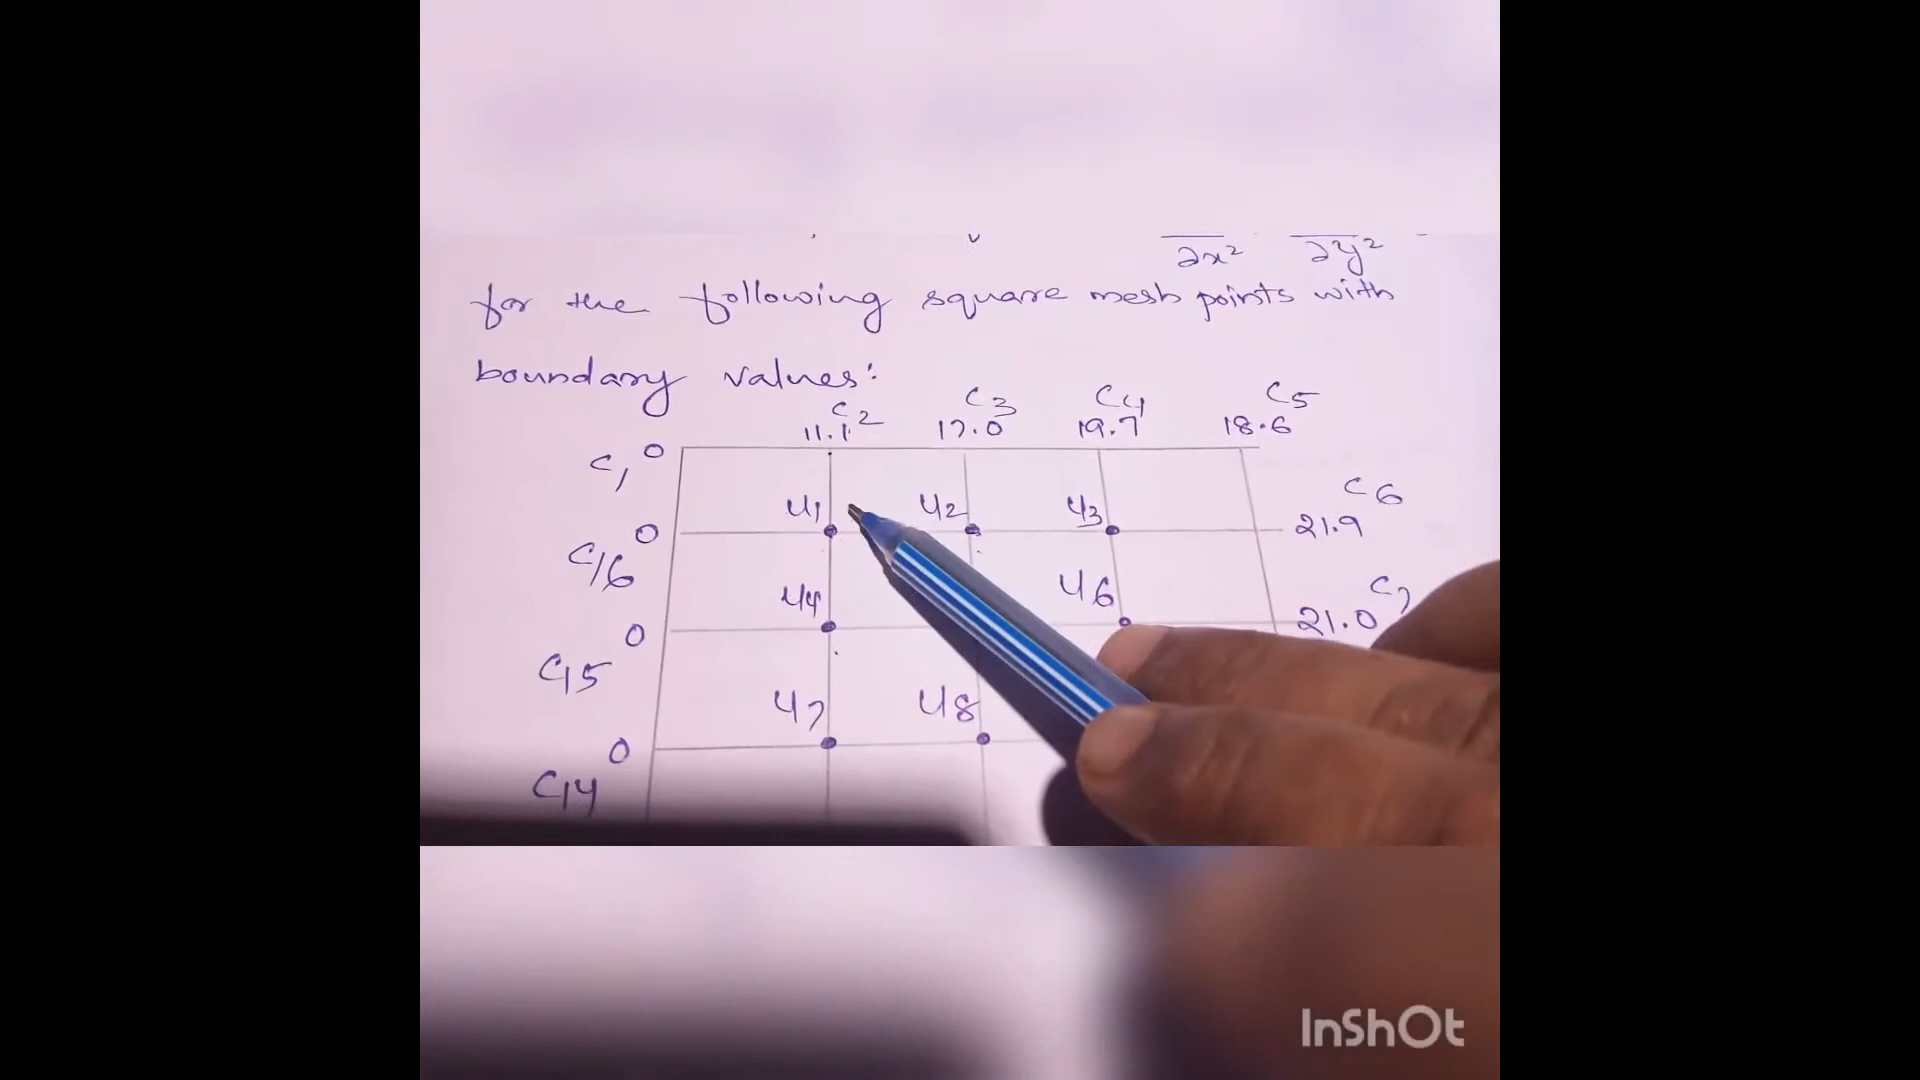 ∂x² ∂y²
for the following square mesh points with
boundary values:
C2 C3 C4 C5
11.1 17.0 19.7 18.6
C1 0
u1 u2 u3 C6
C16 0 21.9
u4 u6 C7
C15 0 21.0
u7 u8
C14 0
InShOt